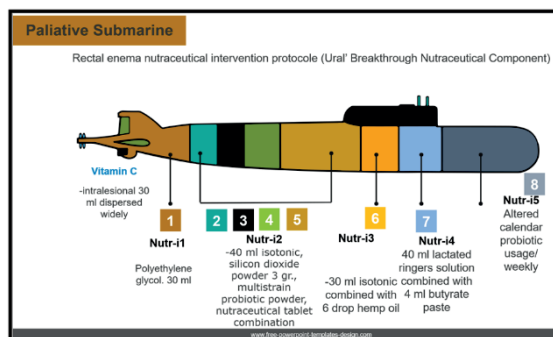 Paliative Submarine
Rectal enema nutraceutical intervention protocole (Ural' Breakthrough Nutraceutical Component)
Vitamin C
-intralesional 30
ml dispersed
widely
1
Nutr-i1
Polyethylene
glycol. 30 ml
2 3 4 5
Nutr-i2
-40 ml isotonic,
silicon dioxide
powder 3 gr.,
multistrain
probiotic powder,
nutraceutical tablet
combination
6
Nutr-i3
-30 ml isotonic
combined with
6 drop hemp oil
7
Nutr-i4
40 ml lactated
ringers solution
combined with
4 ml butyrate
paste
8
Nutr-i5
Altered
calendar
probiotic
usage/
weekly
www.free-powerpoint-templates-design.com